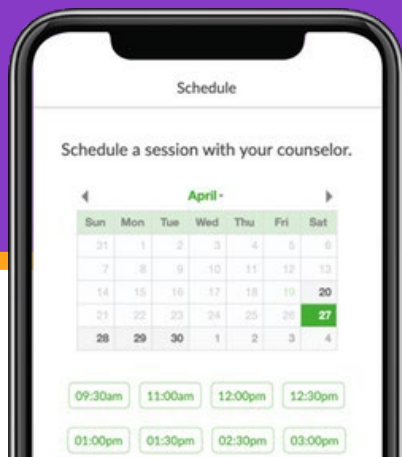 Schedule
Schedule a session with your counselor.
April
Sun Mon Tue Wed Thu Fri Sat
31 1 2 3 4 5 6
7 8 9 10 11 12 13
14 15 16 17 18 19 20
21 22 23 24 25 26 27
28 29 30 1 2 3 4
09:30am 11:00am 12:00pm 12:30pm
01:00pm 01:30pm 02:30pm 03:00pm